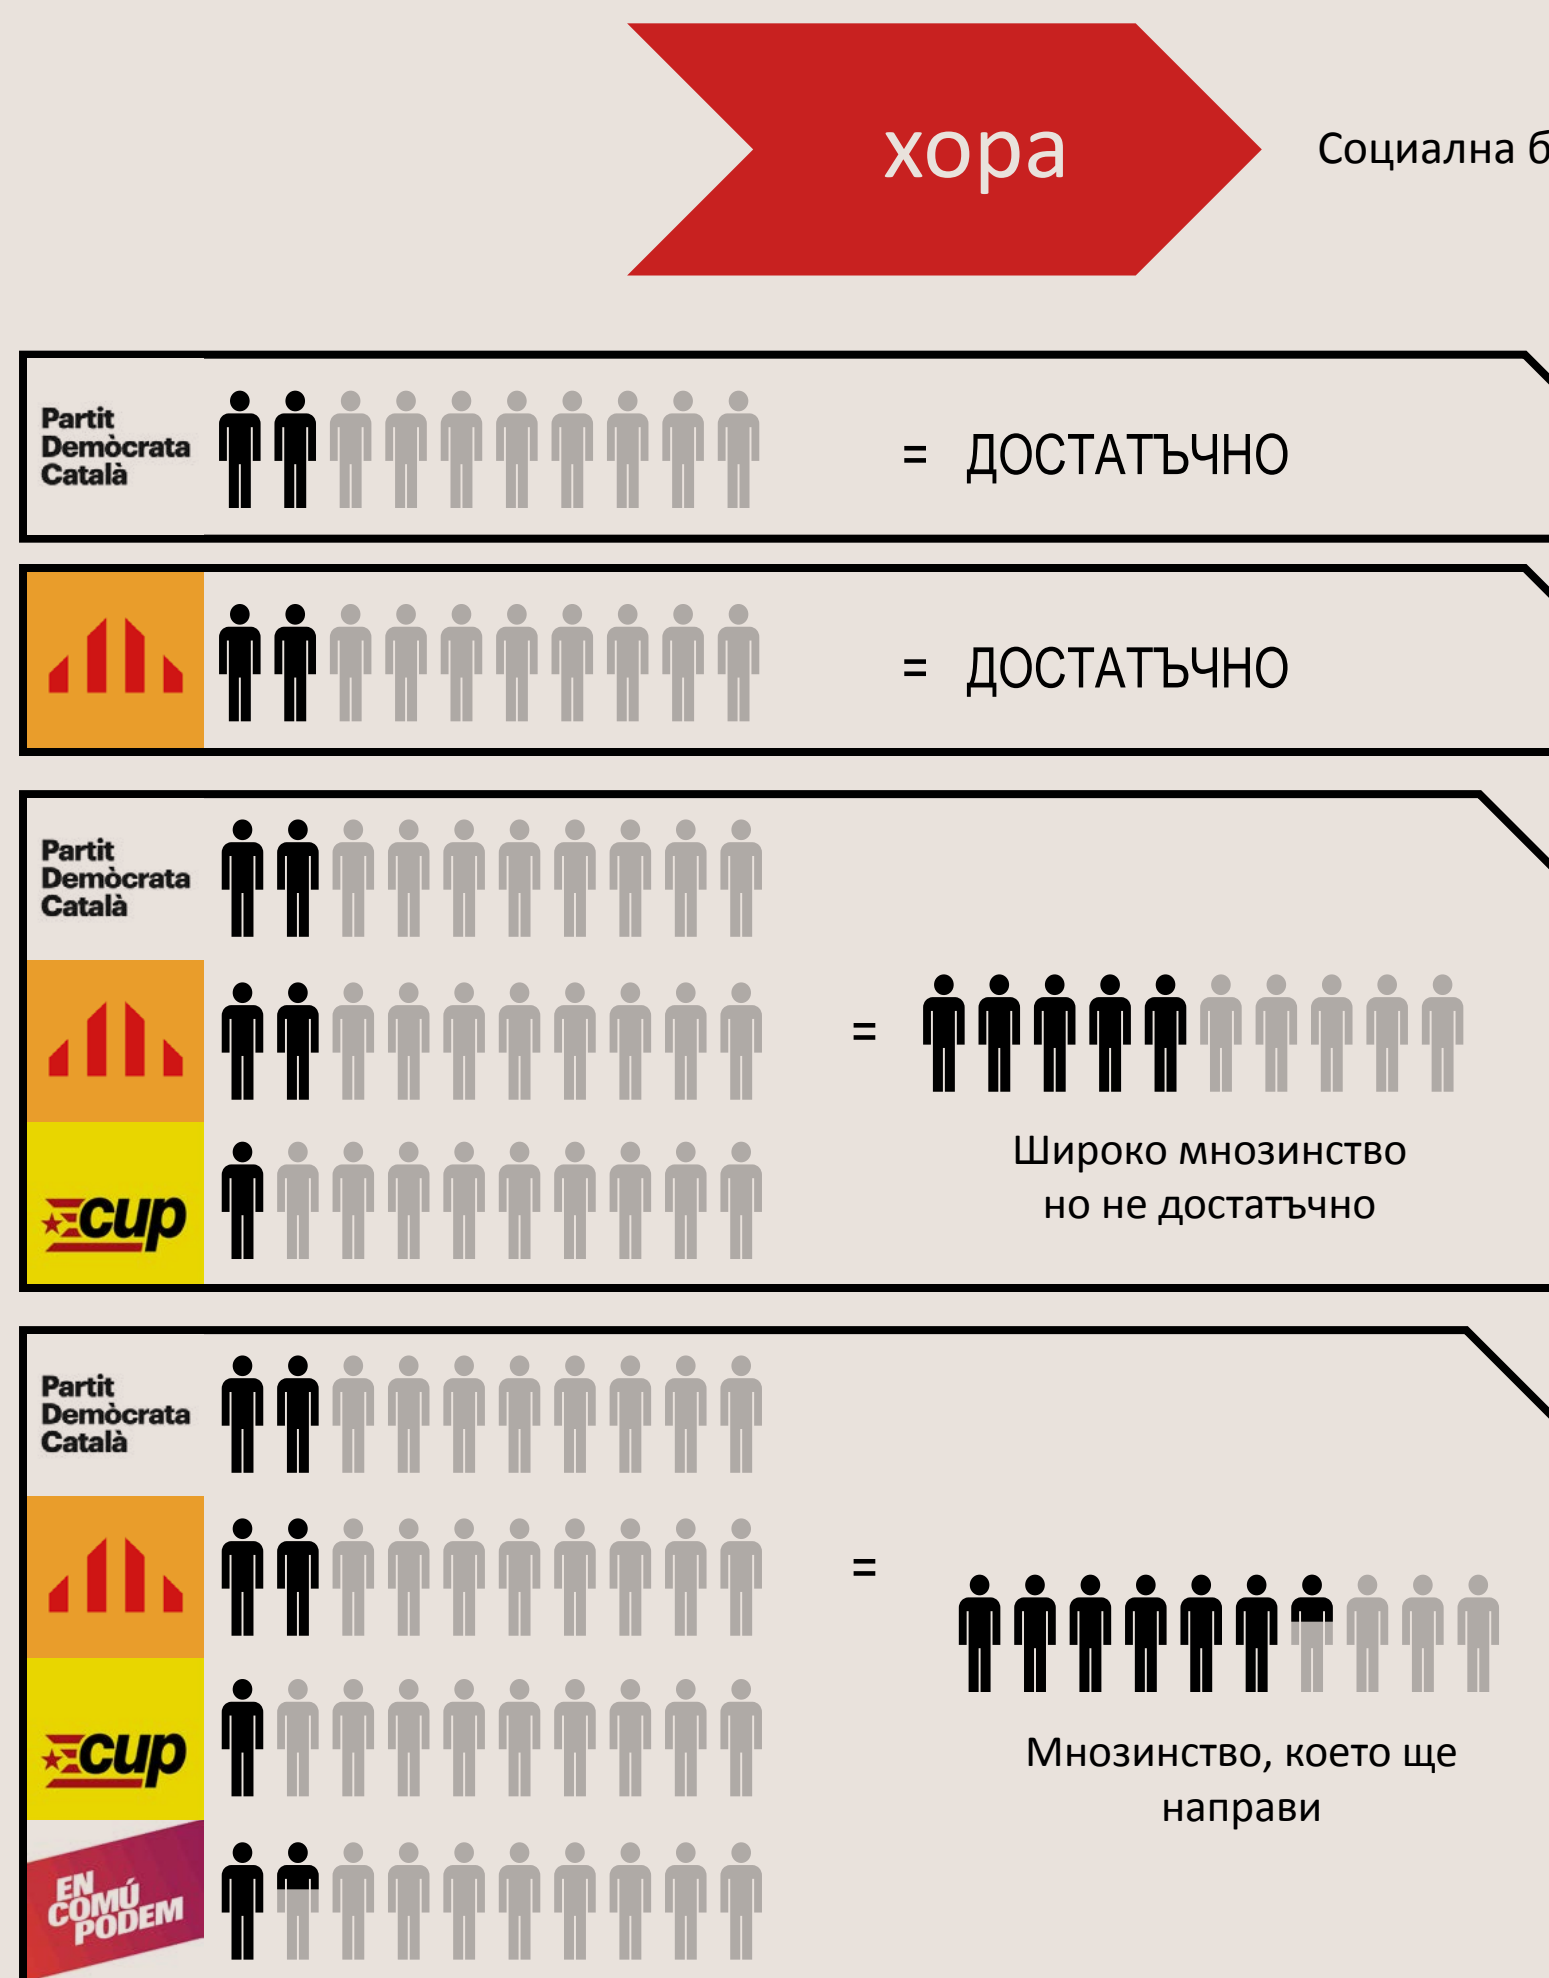 хора
Социална б
Partit
Demòcrata
Català
= ДОСТАТЪЧНО
= ДОСТАТЪЧНО
Partit
Demòcrata
Català
=
cup
Широко мнозинство
но не достатъчно
Partit
Demòcrata
Català
=
cup
Мнозинство, което ще
направи
EN
COMÚ
PODEM